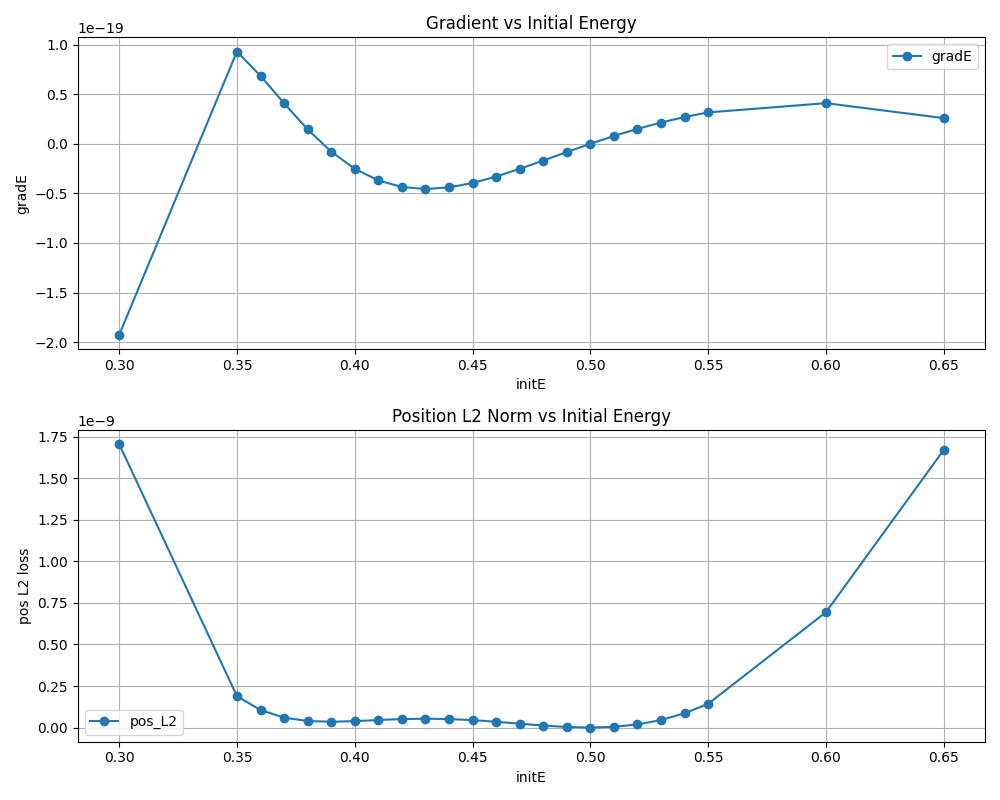 Gradient vs Initial Energy
1e−19
1.0
0.5
0.0
−0.5
−1.0
−1.5
−2.0
gradE
gradE
0.30 0.35 0.40 0.45 0.50 0.55 0.60 0.65
initE
Position L2 Norm vs Initial Energy
1e−9
1.75
1.50
1.25
1.00
0.75
0.50
0.25
0.00
pos L2 loss
pos_L2
0.30 0.35 0.40 0.45 0.50 0.55 0.60 0.65
initE